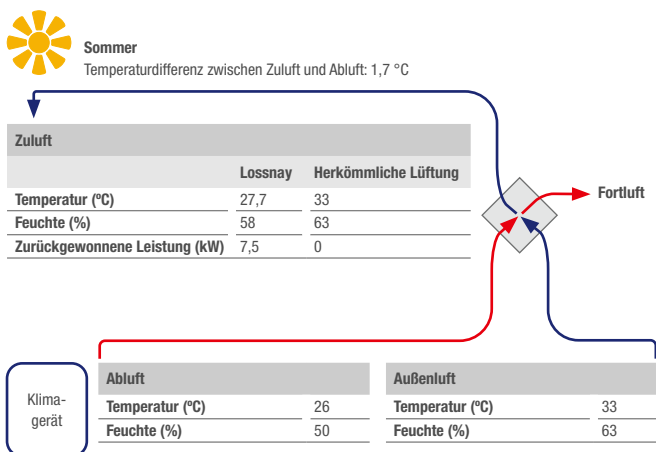 Sommer
Temperaturdifferenz zwischen Zuluft und Abluft: 1,7 °C
Zuluft
Lossnay Herkömmliche Lüftung
Temperatur (ºC) 27,7 33
Feuchte (%) 58 63
Zurückgewonnene Leistung (kW) 7,5 0
Fortluft
Klima-
gerät
Abluft
Temperatur (ºC) 26
Feuchte (%) 50
Außenluft
Temperatur (ºC) 33
Feuchte (%) 63